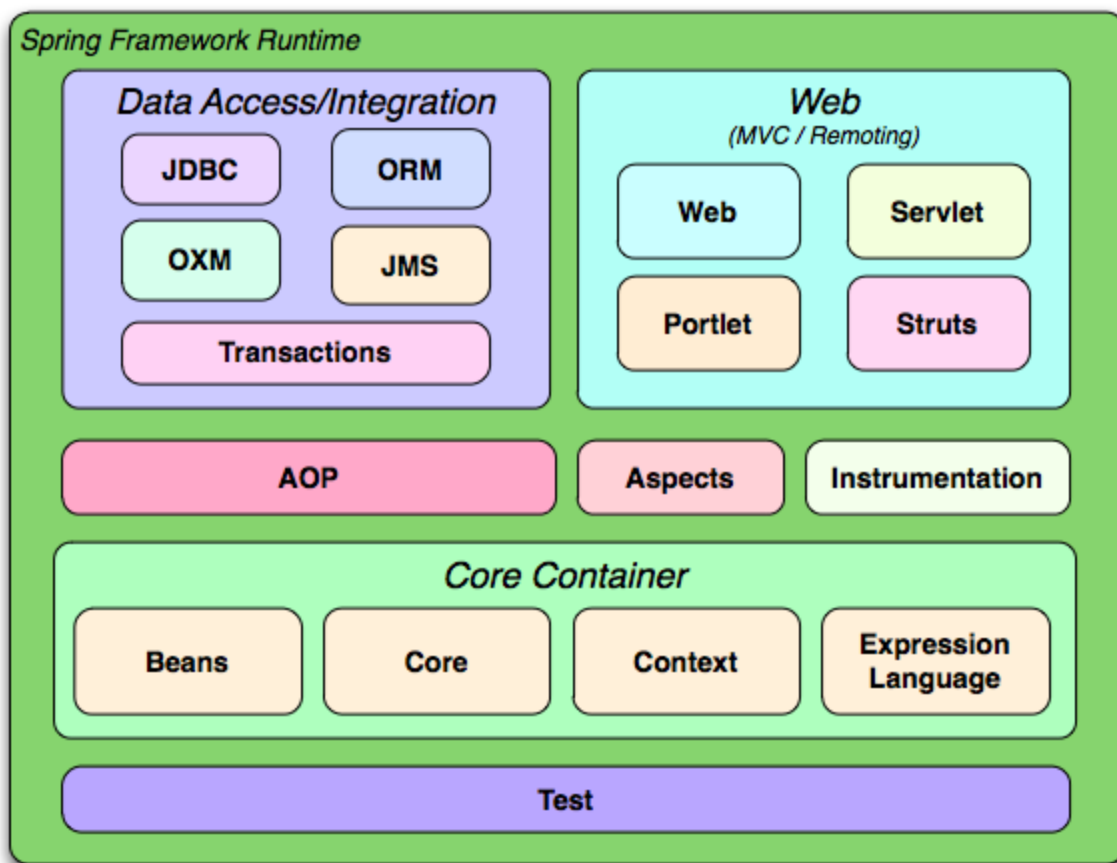 Spring Framework Runtime
Data Access/Integration
JDBC
ORM
OXM
JMS
Transactions
Web
(MVC / Remoting)
Web
Servlet
Portlet
Struts
AOP
Aspects
Instrumentation
Core Container
Beans
Core
Context
Expression
Language
Test